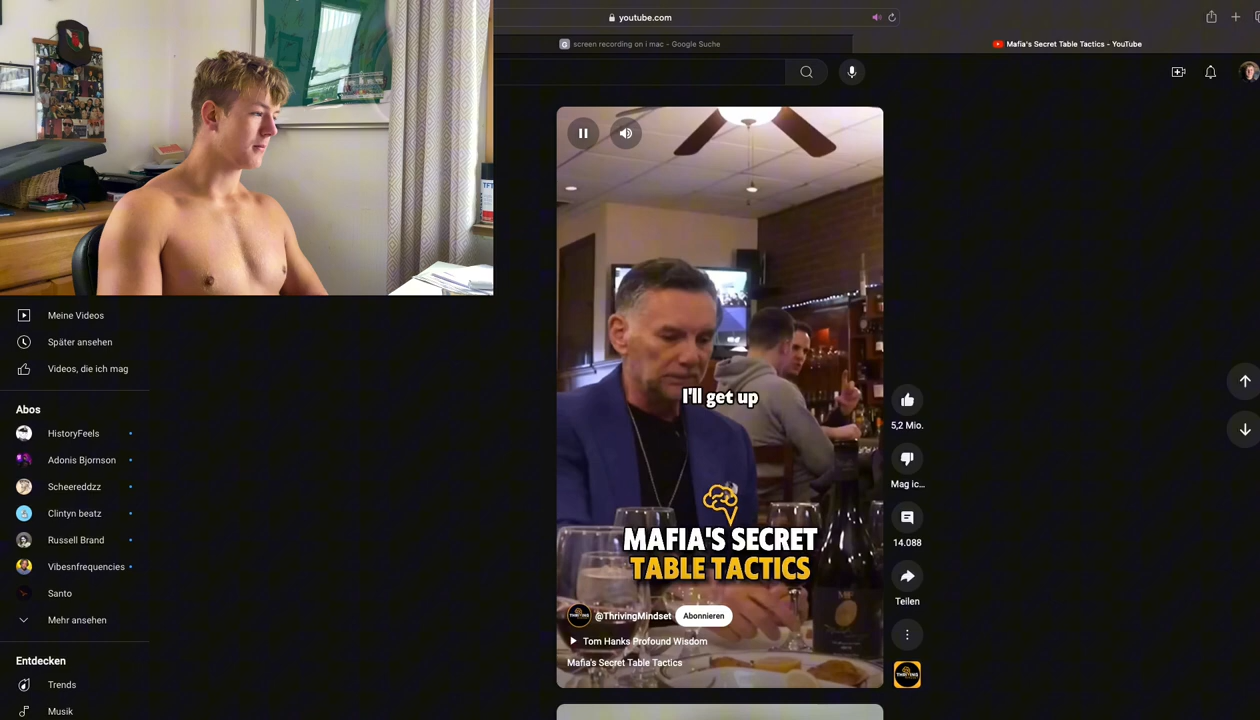 youtube.com
G screen recording on i mac - Google Suche
Mafia's Secret Table Tactics - YouTube
TFT
Meine Videos
Später ansehen
Videos, die ich mag
Abos
HistoryFeels
Adonis Bjornson
Scheereddzz
Clintyn beatz
Russell Brand
Vibesnfrequencies
Santo
Mehr ansehen
Entdecken
Trends
Musik
I'll get up
MAFIA'S SECRET
TABLE TACTICS
@ThrivingMindset Abonnieren
Tom Hanks Profound Wisdom
Mafia's Secret Table Tactics
5,2 Mio.
Mag ic...
14.088
Teilen
THRIVING